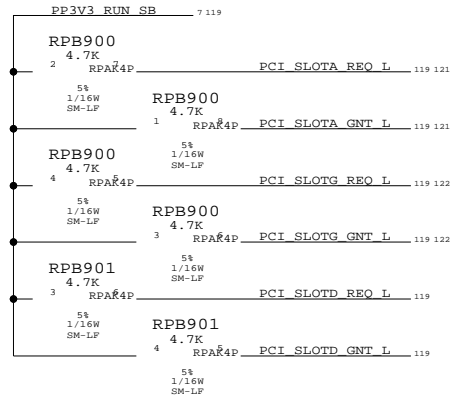 PP3V3_RUN_SB 7 119
RPB900
4.7K
2 7
RPAK4P PCI_SLOTA_REQ_L 119 121
5%
1/16W
SM-LF
RPB900
4.7K
1 8
RPAK4P PCI_SLOTA_GNT_L 119 121
5%
1/16W
SM-LF
RPB900
4.7K
4 5
RPAK4P PCI_SLOTG_REQ_L 119 122
5%
1/16W
SM-LF
RPB900
4.7K
3 6
RPAK4P PCI_SLOTG_GNT_L 119 122
5%
1/16W
SM-LF
RPB901
4.7K
3 6
RPAK4P PCI_SLOTD_REQ_L 119
5%
1/16W
SM-LF
RPB901
4.7K
4 5
RPAK4P PCI_SLOTD_GNT_L 119
5%
1/16W
SM-LF